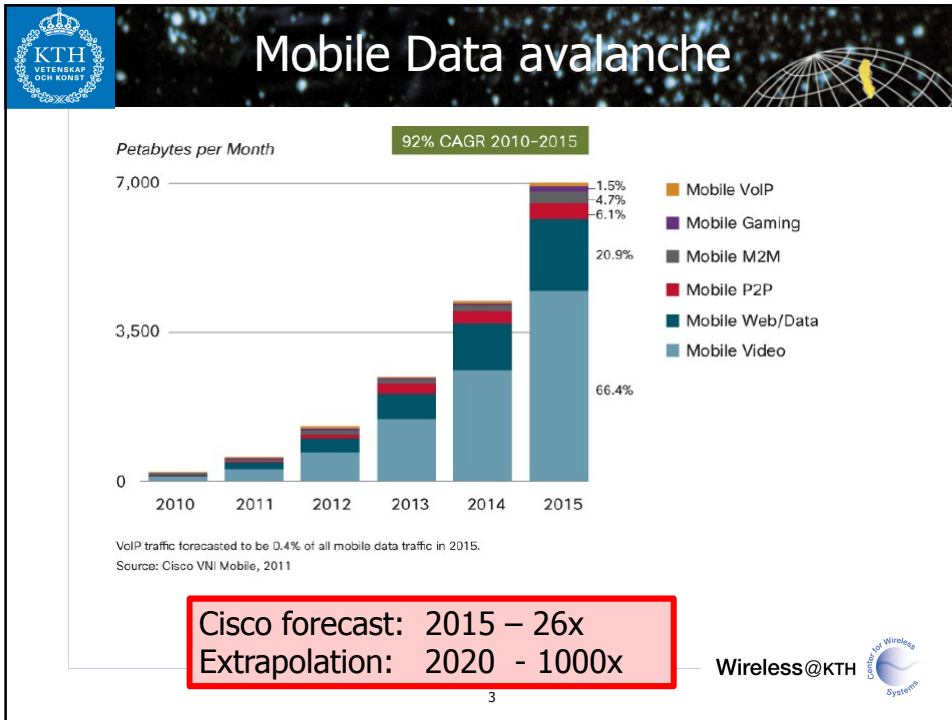 KTH
VETENSKAP
OCH KONST
Mobile Data avalanche
Petabytes per Month
92% CAGR 2010–2015
7,000
3,500
0
1.5%
4.7%
6.1%
20.9%
66.4%
Mobile VoIP
Mobile Gaming
Mobile M2M
Mobile P2P
Mobile Web/Data
Mobile Video
2010 2011 2012 2013 2014 2015
VoIP traffic forecasted to be 0.4% of all mobile data traffic in 2015.
Source: Cisco VNI Mobile, 2011
Cisco forecast: 2015 – 26x
Extrapolation: 2020 - 1000x
Wireless@KTH
Center for Wireless
Systems
3